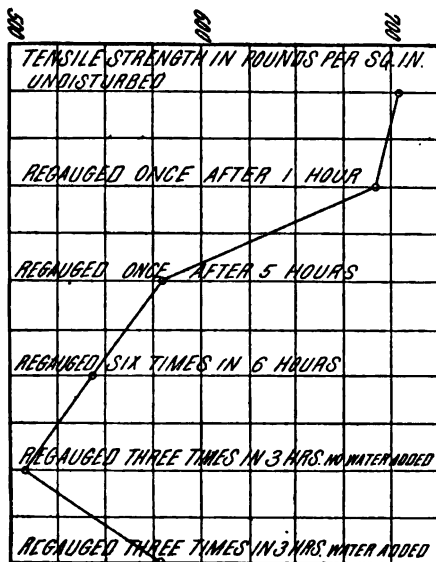 500 600 700
TENSILE STRENGTH IN POUNDS PER SQ. IN.
UNDISTURBED
REGAUGED ONCE AFTER 1 HOUR
REGAUGED ONCE AFTER 5 HOURS
REGAUGED SIX TIMES IN 6 HOURS
REGAUGED THREE TIMES IN 3 HRS. NO WATER ADDED
REGAUGED THREE TIMES IN 3 HRS. WATER ADDED